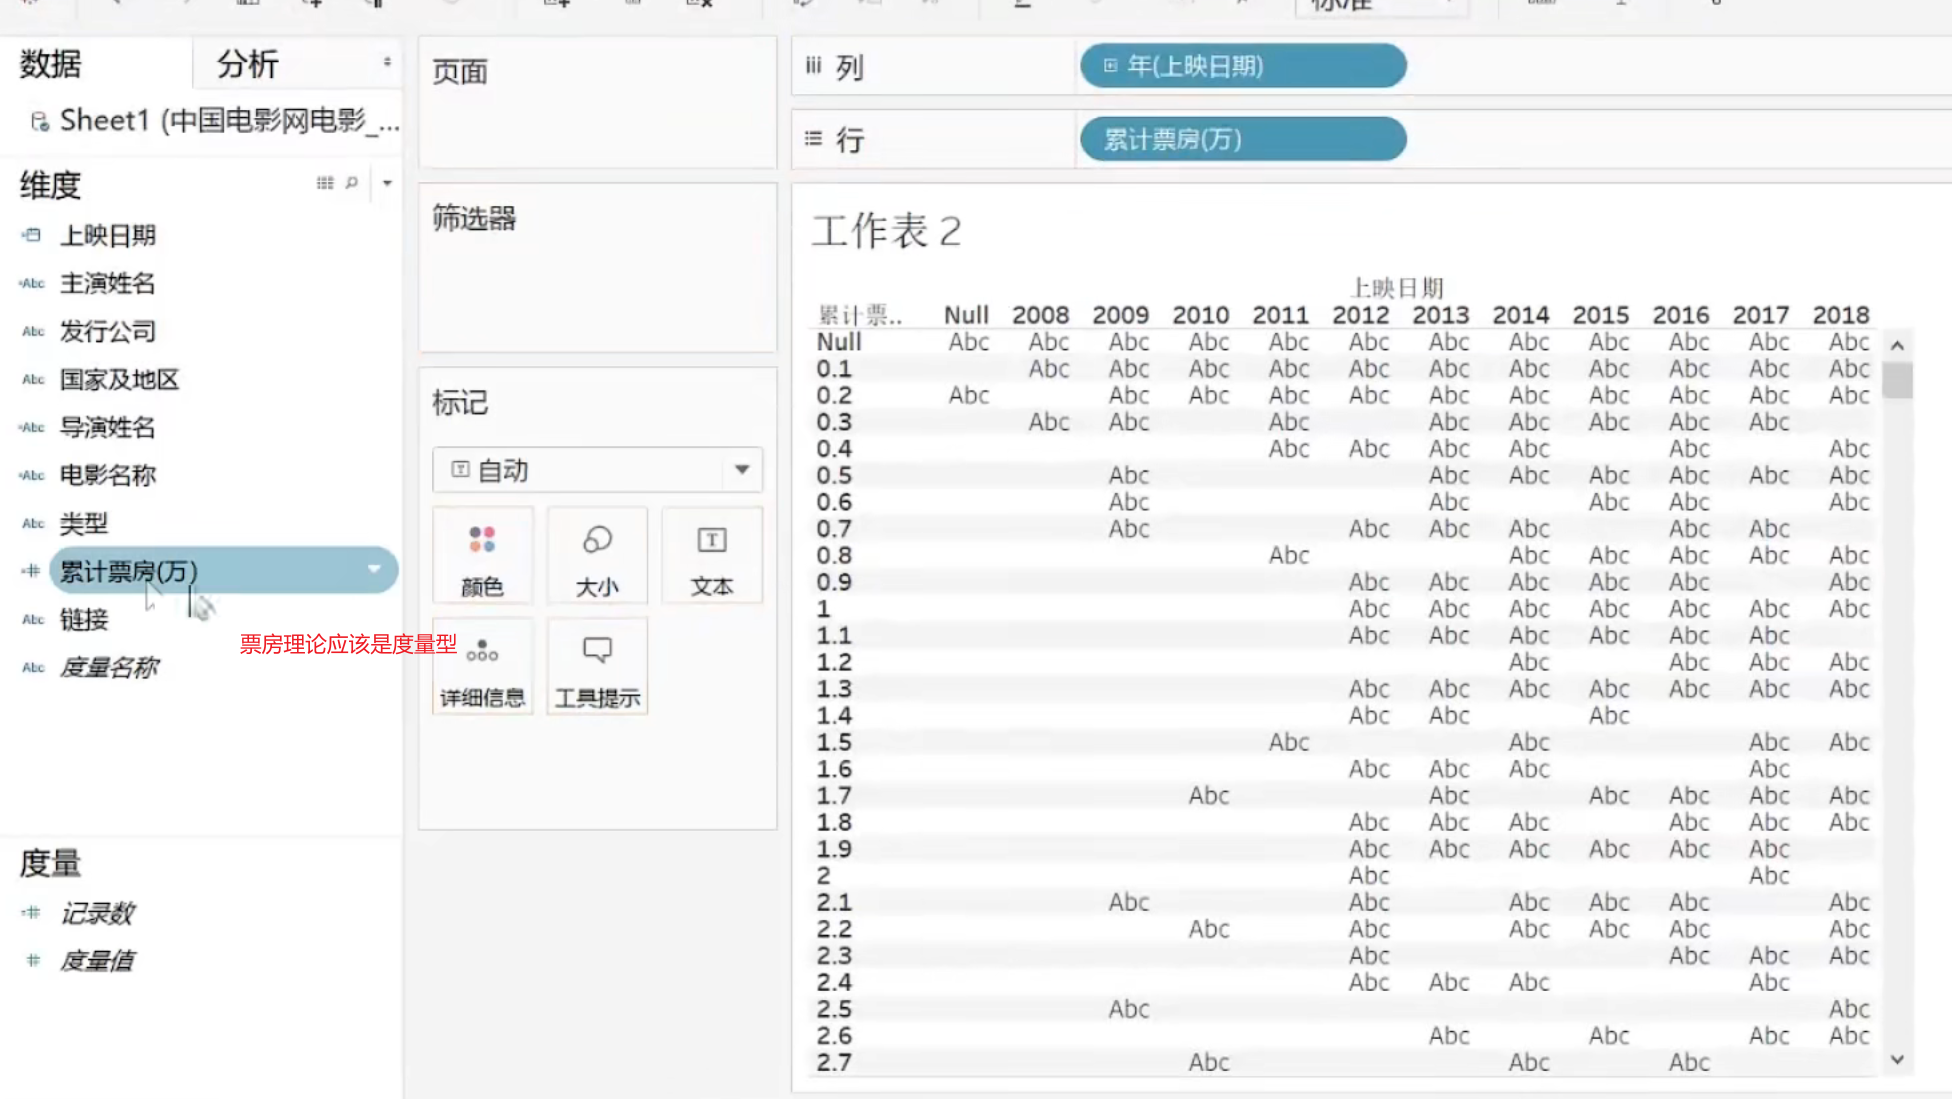 标准
数据 分析
Sheet1 (中国电影网电影_...
维度
上映日期
Abc 主演姓名
Abc 发行公司
Abc 国家及地区
Abc 导演姓名
Abc 电影名称
Abc 类型
累计票房(万)
Abc 链接
Abc 度量名称
票房理论应该是度量型
度量
记录数
度量值
页面
筛选器
标记
自动
颜色 大小 文本
详细信息 工具提示
列 年(上映日期)
行 累计票房(万)
工作表 2
上映日期
累计票.. Null 2008 2009 2010 2011 2012 2013 2014 2015 2016 2017 2018
Null Abc Abc Abc Abc Abc Abc Abc Abc Abc Abc Abc Abc
0.1 Abc Abc Abc Abc Abc Abc Abc Abc Abc Abc Abc
0.2 Abc Abc Abc Abc Abc Abc Abc Abc Abc Abc Abc
0.3 Abc Abc Abc Abc Abc Abc Abc Abc
0.4 Abc Abc Abc Abc Abc Abc
0.5 Abc Abc Abc Abc Abc Abc Abc
0.6 Abc Abc Abc Abc Abc
0.7 Abc Abc Abc Abc Abc Abc
0.8 Abc Abc Abc Abc Abc Abc
0.9 Abc Abc Abc Abc Abc Abc
1 Abc Abc Abc Abc Abc Abc Abc
1.1 Abc Abc Abc Abc Abc Abc
1.2 Abc Abc Abc Abc
1.3 Abc Abc Abc Abc Abc Abc Abc
1.4 Abc Abc Abc
1.5 Abc Abc Abc Abc
1.6 Abc Abc Abc Abc
1.7 Abc Abc Abc Abc Abc Abc
1.8 Abc Abc Abc Abc Abc Abc
1.9 Abc Abc Abc Abc Abc Abc
2 Abc Abc
2.1 Abc Abc Abc Abc Abc Abc
2.2 Abc Abc Abc Abc Abc Abc
2.3 Abc Abc Abc Abc
2.4 Abc Abc Abc Abc
2.5 Abc Abc
2.6 Abc Abc Abc Abc
2.7 Abc Abc Abc